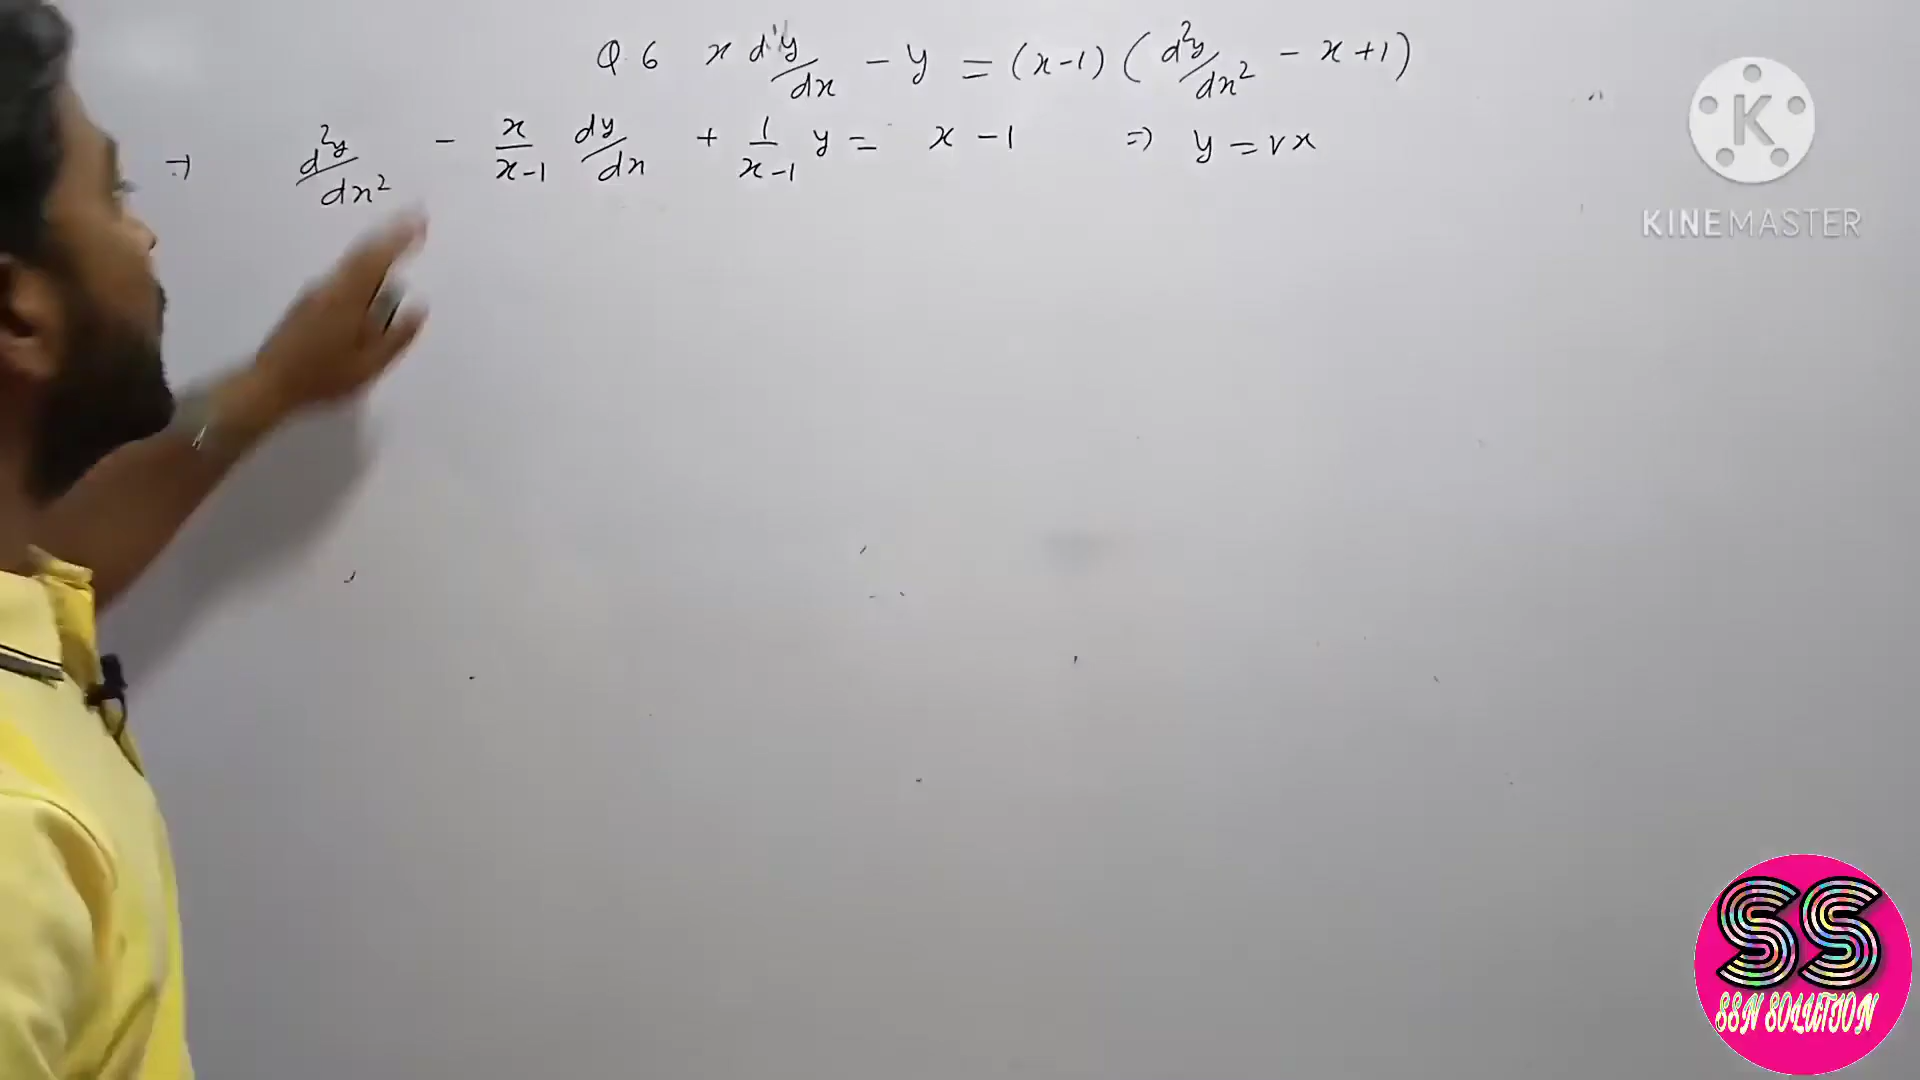 Q.6 x dy/dx - y = (x-1) (d²y/dx² - x+1)
⇒ d²y/dx² - x/x-1 dy/dx + 1/x-1 y = x - 1 ⇒ y = vx
KINEMASTER
SS
SSN SOLUTION